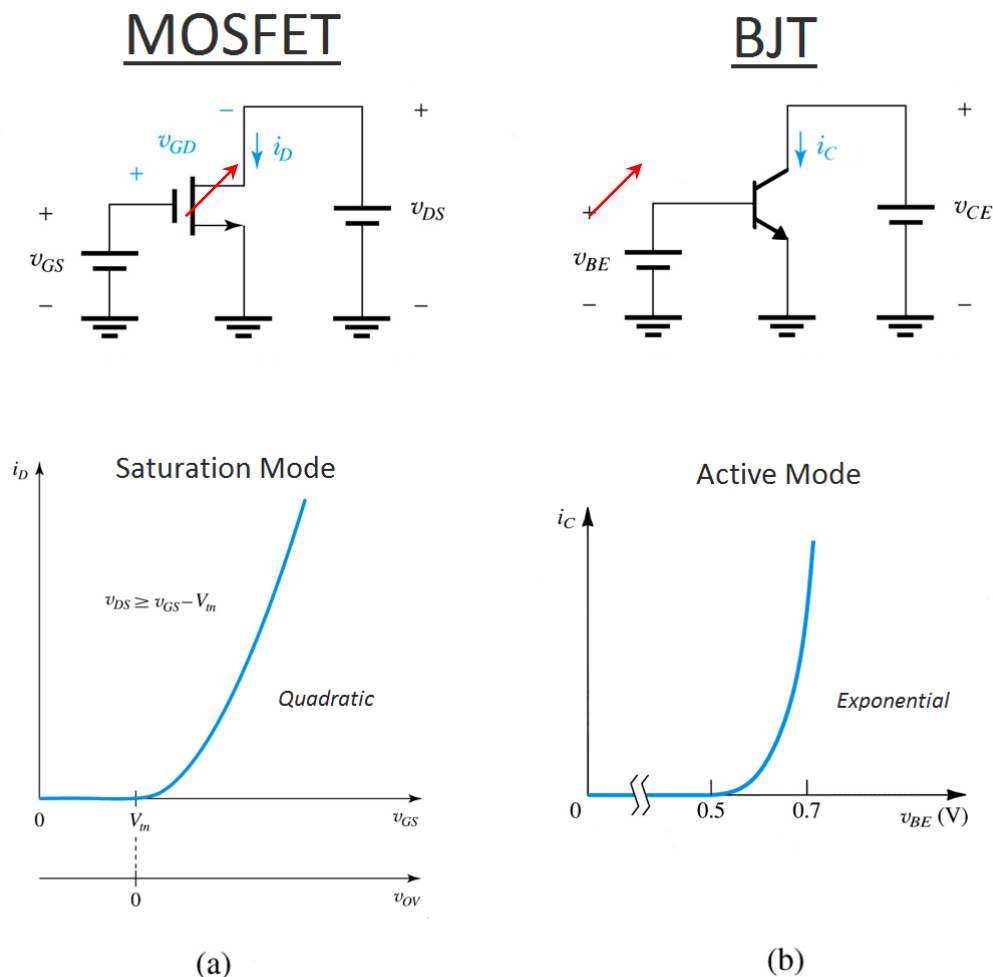 MOSFET
BJT
−
+
+
v_GD
i_D
i_C
+
+
+
v_DS
v_CE
v_GS
v_BE
−
−
−
−
i_D
Saturation Mode
Active Mode
i_C
v_DS ≥ v_GS − V_tn
Quadratic
Exponential
0
V_tn
v_GS
0
0.5
0.7
v_BE (V)
0
v_OV
(a)
(b)